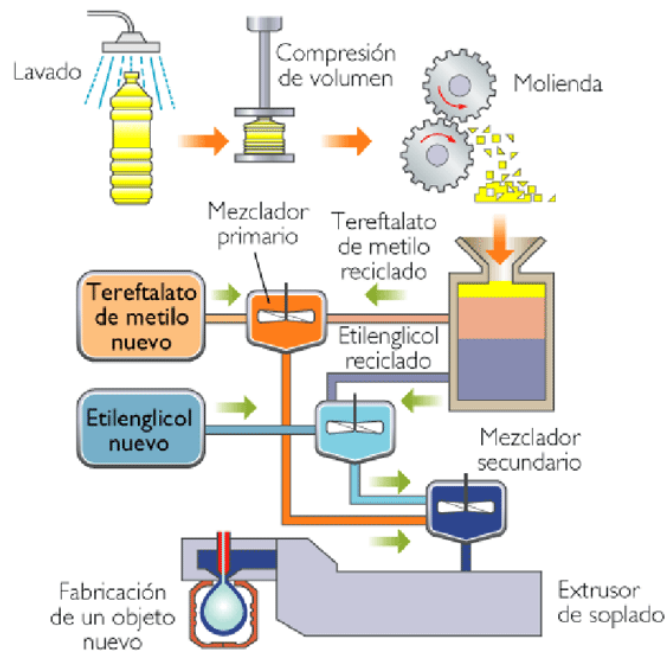 Lavado
Compresión
de volumen
Molienda
Mezclador
primario
Tereftalato
de metilo
reciclado
Tereftalato
de metilo
nuevo
Etilenglicol
reciclado
Etilenglicol
nuevo
Mezclador
secundario
Fabricación
de un objeto
nuevo
Extrusor
de soplado